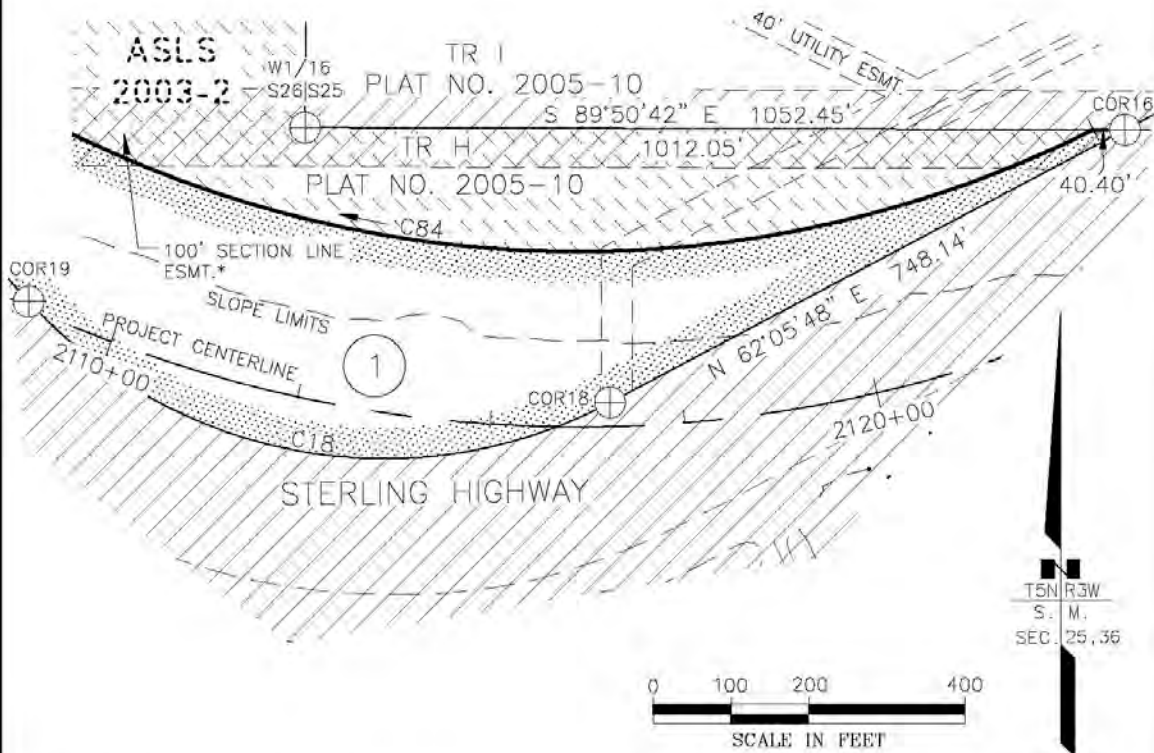 ASLS
2003-2
W1/16
S26|S25
TR I
PLAT NO. 2005-10
40' UTILITY ESMT.
S 89°50'42" E 1052.45'
COR16
TR H
1012.05'
PLAT NO. 2005-10
40.40'
C84
100' SECTION LINE
ESMT.*
COR19
SLOPE LIMITS
N 62°05'48" E 748.14'
PROJECT CENTERLINE
1
2110+00
COR18
2120+00
C18
STERLING HIGHWAY
N
T5N R3W
S. M.
SEC. 25,36
0 100 200 400
SCALE IN FEET